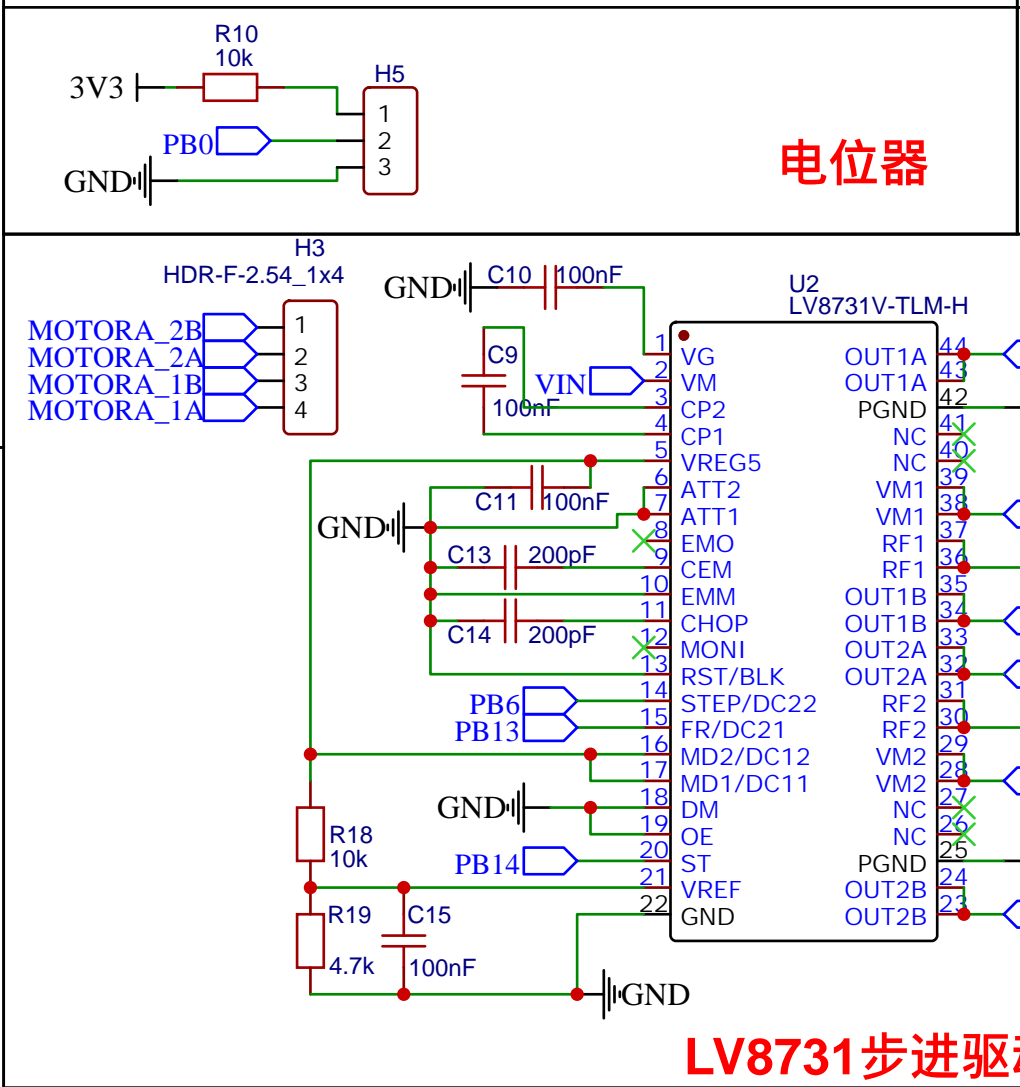 R10
10k
3V3
H5
1
PB0
2
3
GND
电位器
H3
HDR-F-2.54_1x4
MOTORA_2B
1
MOTORA_2A
2
MOTORA_1B
3
MOTORA_1A
4
GND
C10
100nF
C9
100nF
VIN
U2
LV8731V-TLM-H
1 VG
2 VM
3 CP2
4 CP1
5 VREG5
6 ATT2
7 ATT1
8 EMO
9 CEM
10 EMM
11 CHOP
12 MONI
13 RST/BLK
14 STEP/DC22
15 FR/DC21
16 MD2/DC12
17 MD1/DC11
18 DM
19 OE
20 ST
21 VREF
22 GND
OUT1A 44
OUT1A 43
PGND 42
NC 41
NC 40
VM1 39
VM1 38
RF1 37
RF1 36
OUT1B 35
OUT1B 34
OUT2A 33
OUT2A 32
RF2 31
RF2 30
VM2 29
VM2 28
NC 27
NC 26
PGND 25
OUT2B 24
OUT2B 23
C11
100nF
GND
C13
200pF
C14
200pF
PB6
PB13
GND
PB14
R18
10k
R19
4.7k
C15
100nF
GND
LV8731步进驱